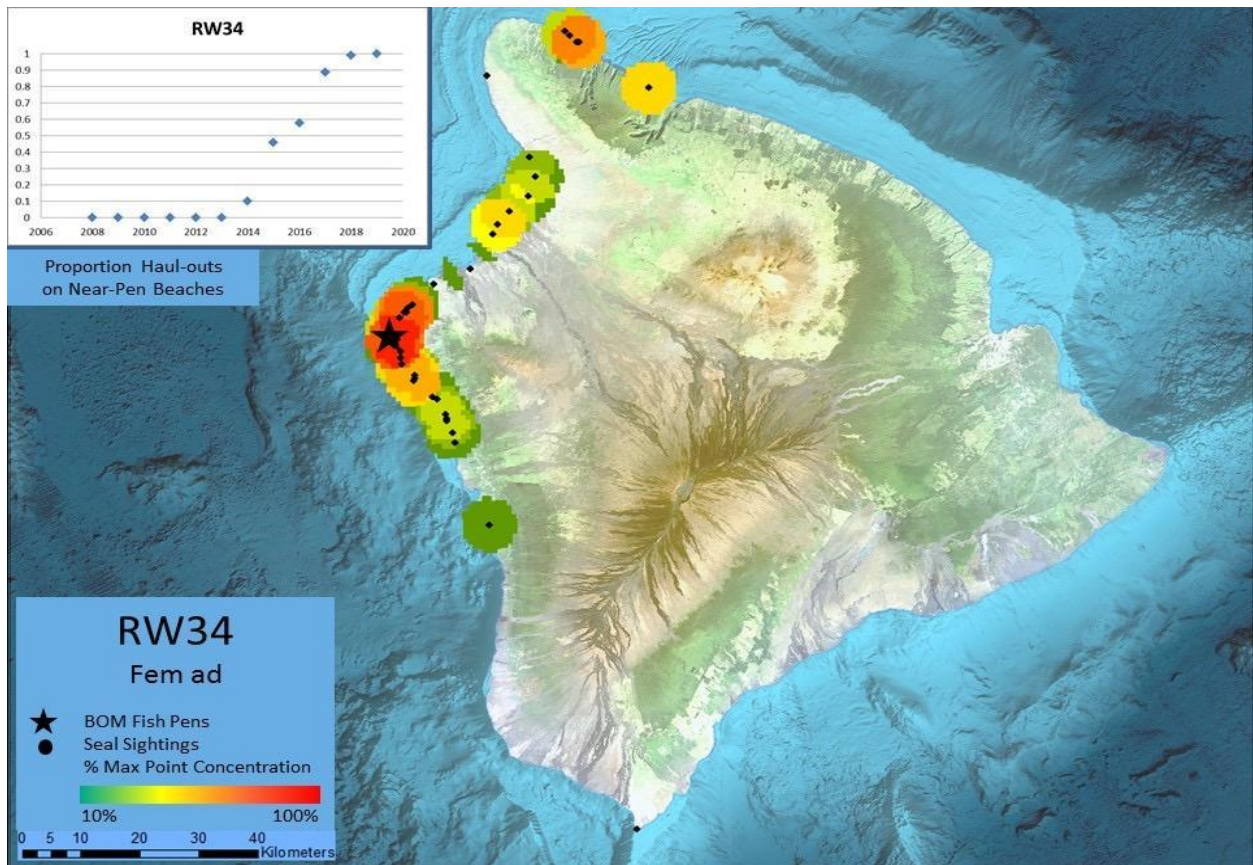 RW34
1
0.9
0.8
0.7
0.6
0.5
0.4
0.3
0.2
0.1
0
2006 2008 2010 2012 2014 2016 2018 2020
Proportion Haul-outs
on Near-Pen Beaches
RW34
Fem ad
BOM Fish Pens
Seal Sightings
% Max Point Concentration
10% 100%
0 5 10 20 30 40
Kilometers